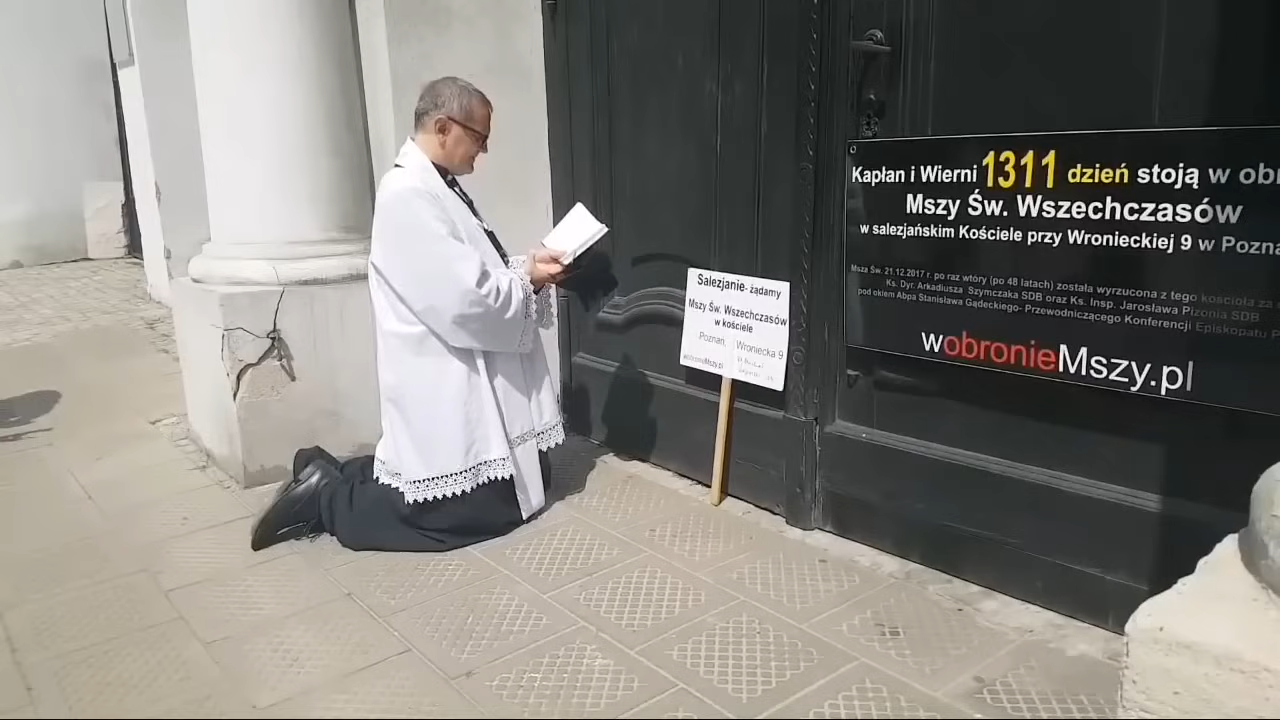 Salezjanie- żądamy
Mszy Św. Wszechczasów
w kościele
Poznań, Wroniecka 9
wobronieMszy.pl
Kapłan i Wierni 1311 dzień stoją w obr
Mszy Św. Wszechczasów
w salezjańskim Kościele przy Wronieckiej 9 w Pozna
Msza Św. 21.12.2017 r. po raz wtóry (po 48 latach) została wyrzucona z tego kościoła za
Ks. Dyr. Arkadiusza Szymczaka SDB oraz Ks. Insp. Jarosława Pizonia SDB
pod okiem Abpa Stanisława Gądeckiego- Przewodniczącego Konferencji Episkopatu P
wobronieMszy.pl